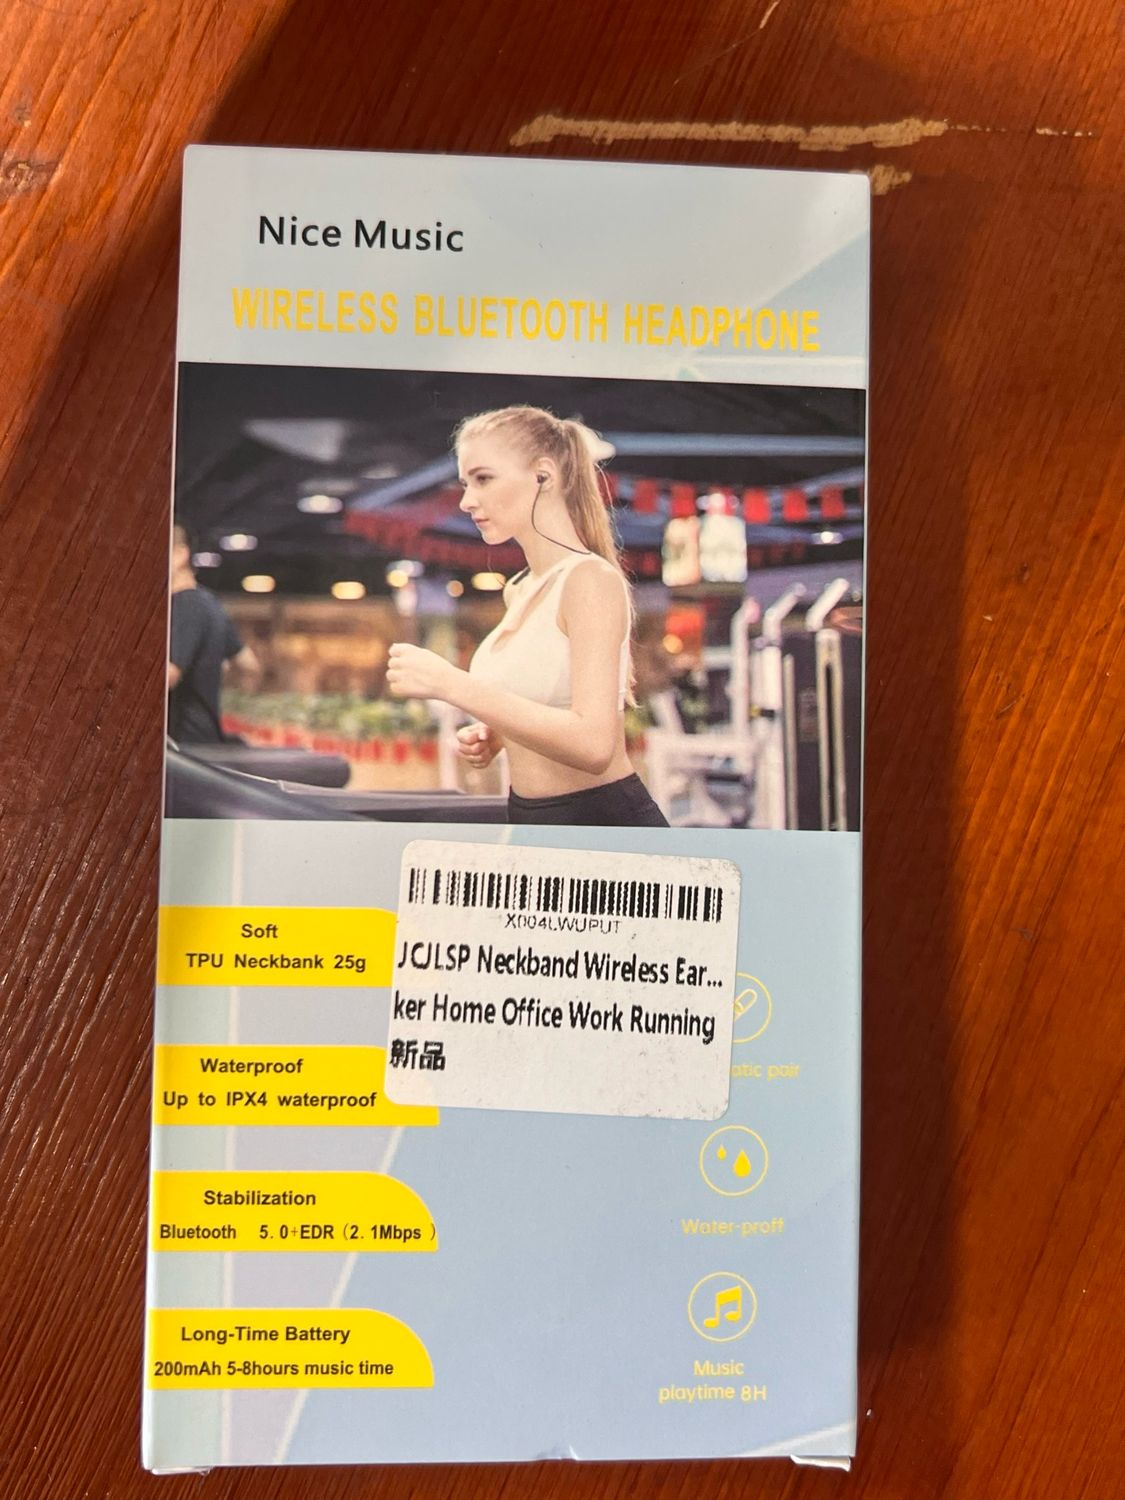 Nice Music
WIRELESS BLUETOOTH HEADPHONE
X004LWUPUT
JCJLSP Neckband Wireless Ear...
ker Home Office Work Running
新品
Soft
TPU Neckbank 25g
Waterproof
Up to IPX4 waterproof
Stabilization
Bluetooth 5.0+EDR (2.1Mbps)
Long-Time Battery
200mAh 5-8hours music time
pair
Water-proff
Music
playtime 8H